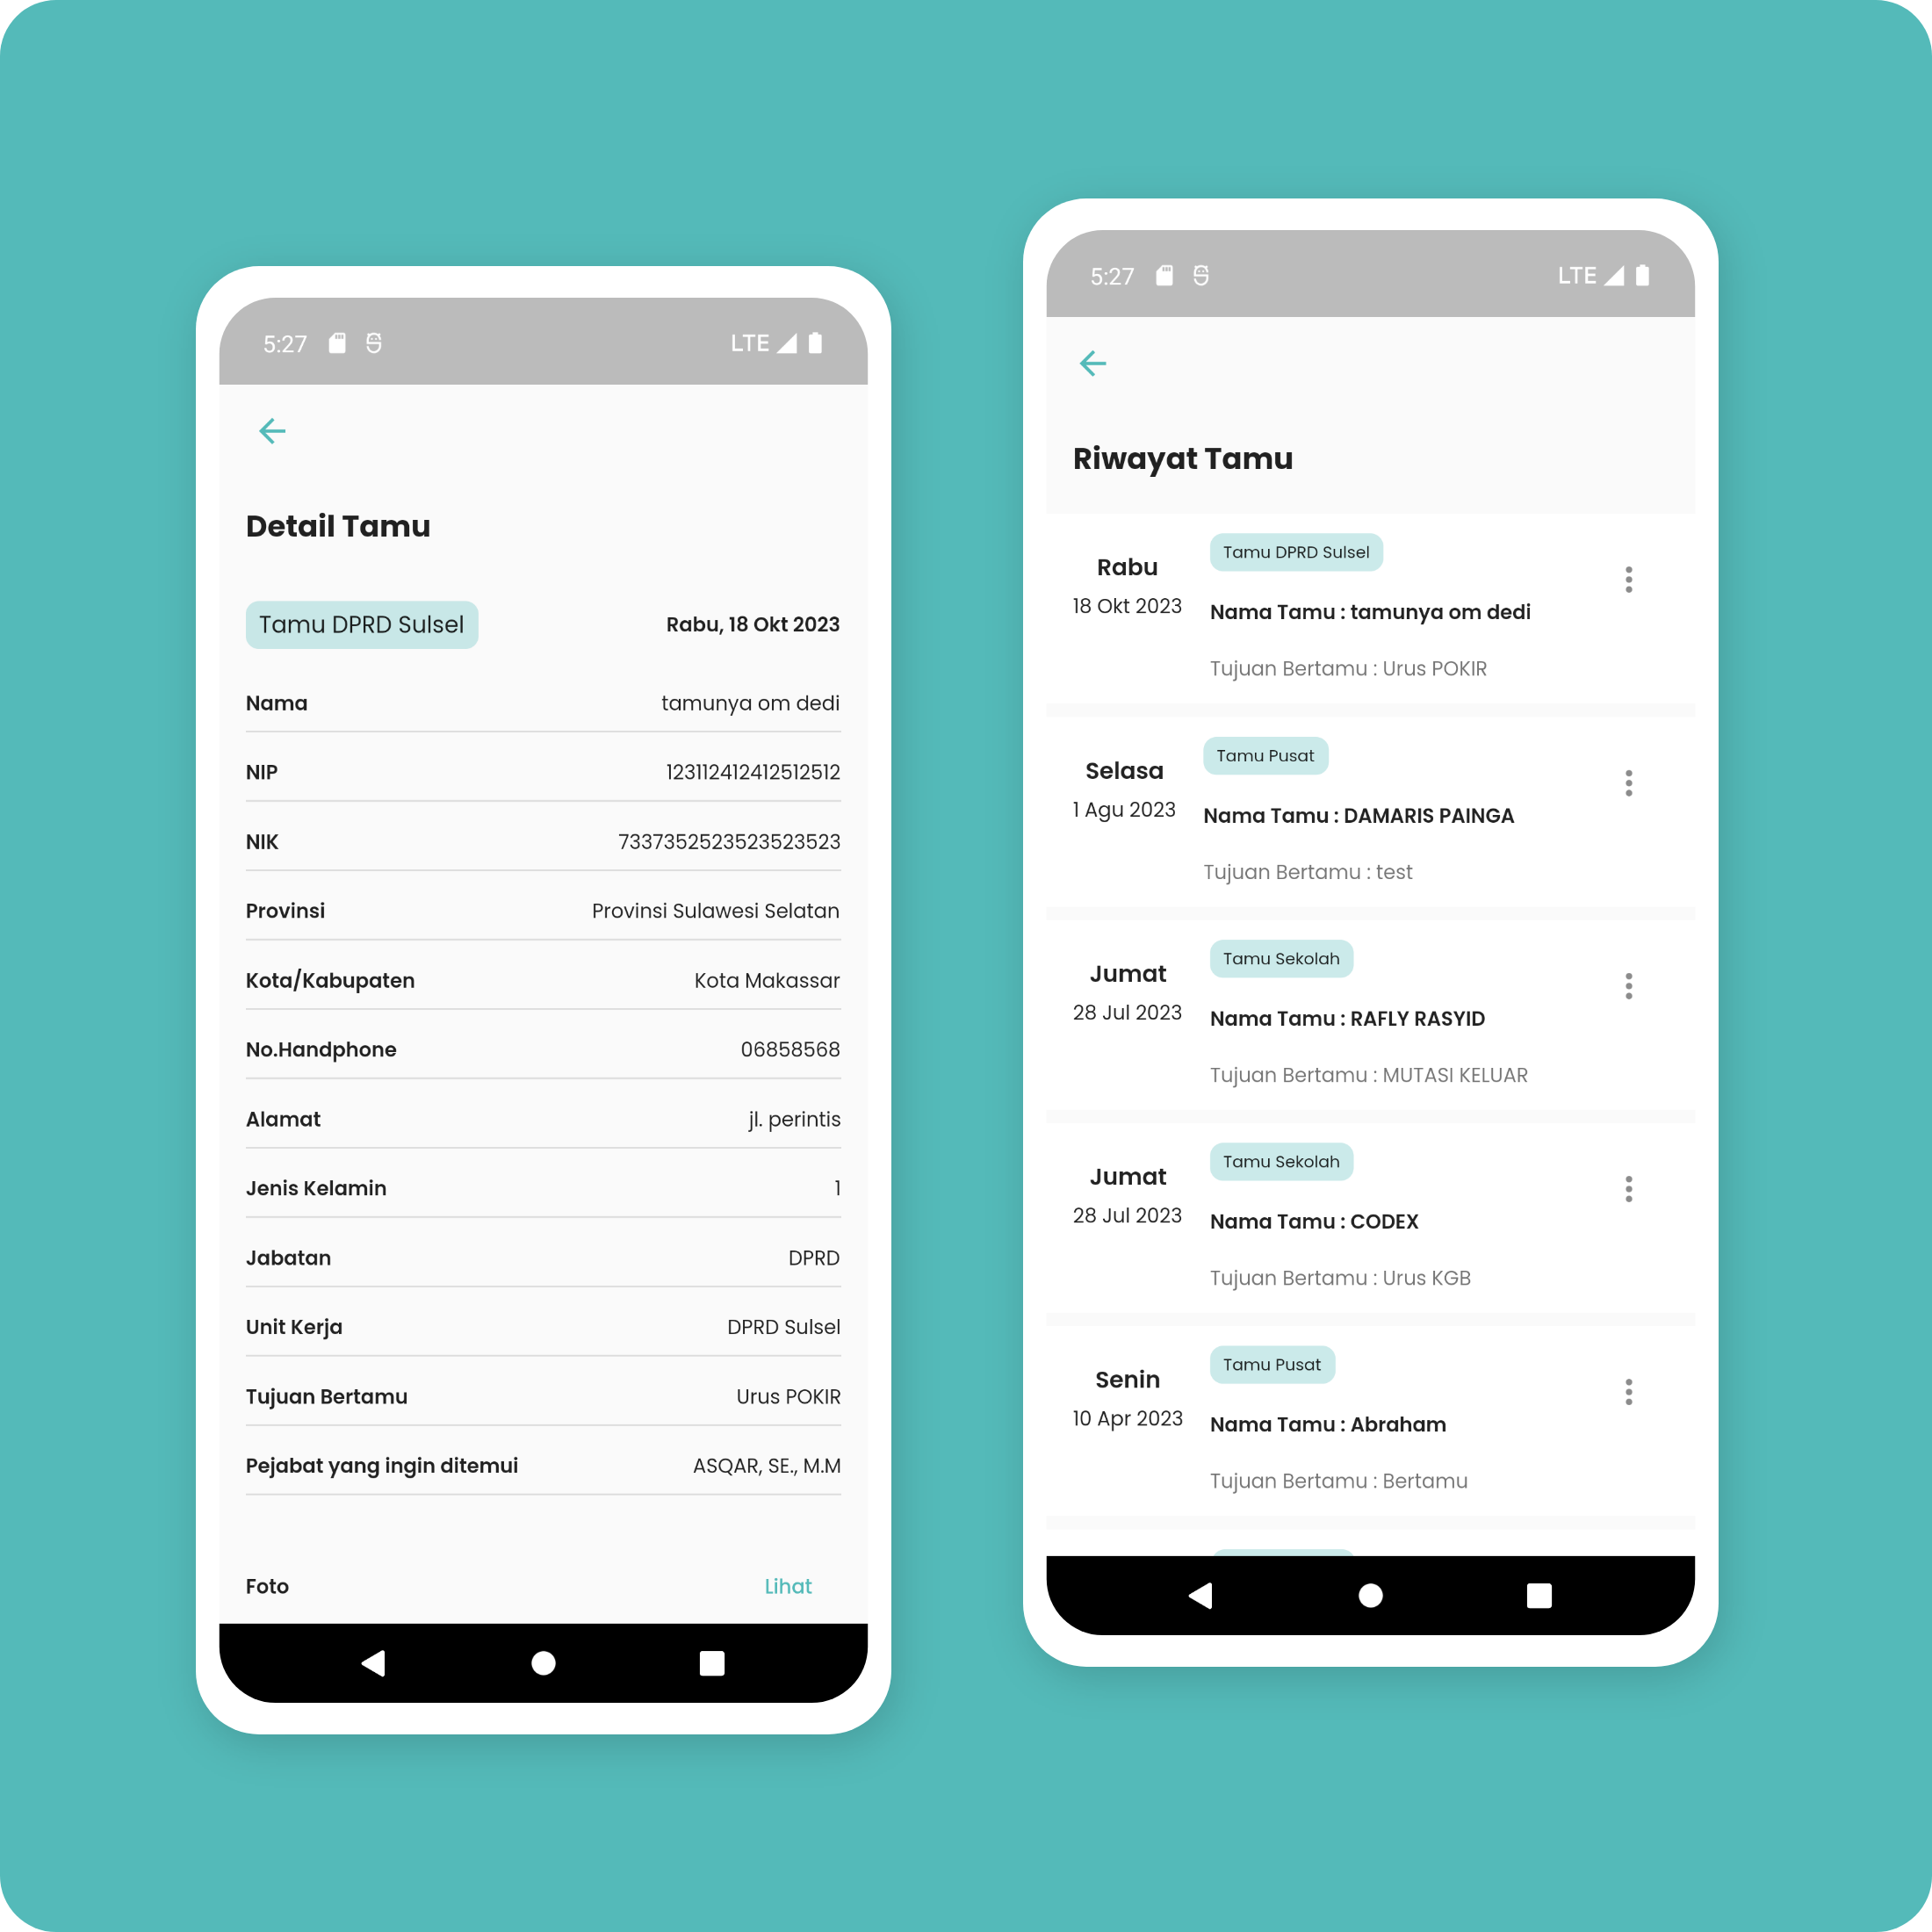 5:27 LTE
Detail Tamu
Tamu DPRD Sulsel Rabu, 18 Okt 2023
Nama tamunya om dedi
NIP 123112412412512512
NIK 7337352523523523523
Provinsi Provinsi Sulawesi Selatan
Kota/Kabupaten Kota Makassar
No.Handphone 06858568
Alamat jl. perintis
Jenis Kelamin 1
Jabatan DPRD
Unit Kerja DPRD Sulsel
Tujuan Bertamu Urus POKIR
Pejabat yang ingin ditemui ASQAR, SE., M.M
Foto Lihat
5:27 LTE
Riwayat Tamu
Tamu DPRD Sulsel
Rabu
18 Okt 2023
Nama Tamu : tamunya om dedi
Tujuan Bertamu : Urus POKIR
Tamu Pusat
Selasa
1 Agu 2023
Nama Tamu : DAMARIS PAINGA
Tujuan Bertamu : test
Tamu Sekolah
Jumat
28 Jul 2023
Nama Tamu : RAFLY RASYID
Tujuan Bertamu : MUTASI KELUAR
Tamu Sekolah
Jumat
28 Jul 2023
Nama Tamu : CODEX
Tujuan Bertamu : Urus KGB
Tamu Pusat
Senin
10 Apr 2023
Nama Tamu : Abraham
Tujuan Bertamu : Bertamu